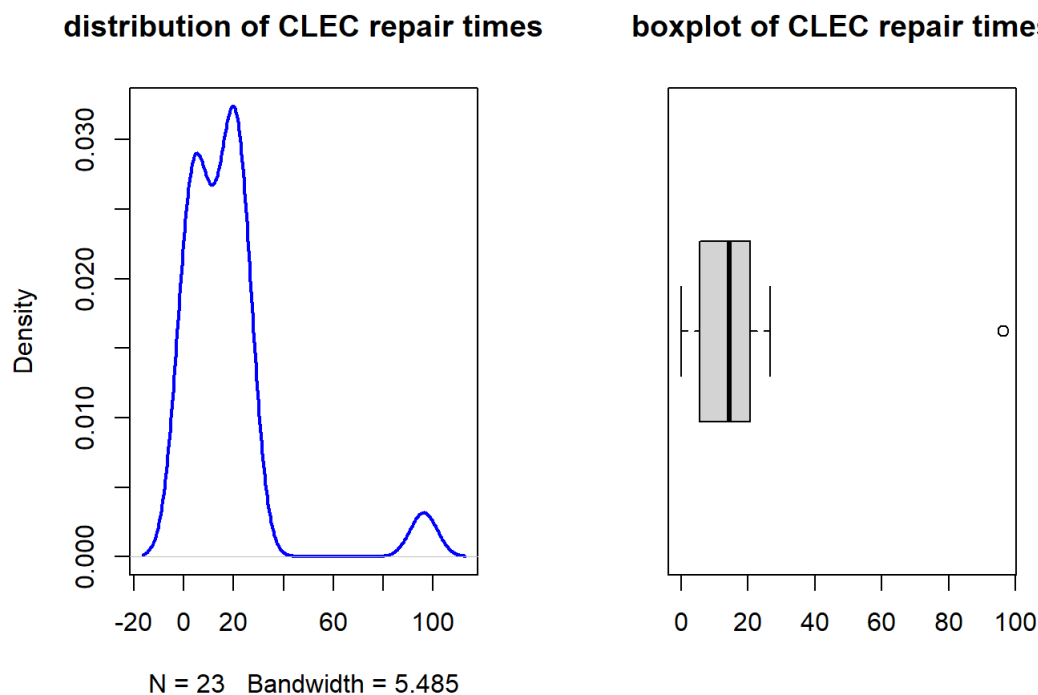 distribution of CLEC repair times
Density
0.030
0.020
0.010
0.000
-20 0 20 60 100
N = 23 Bandwidth = 5.485
boxplot of CLEC repair times
0 20 40 60 80 100